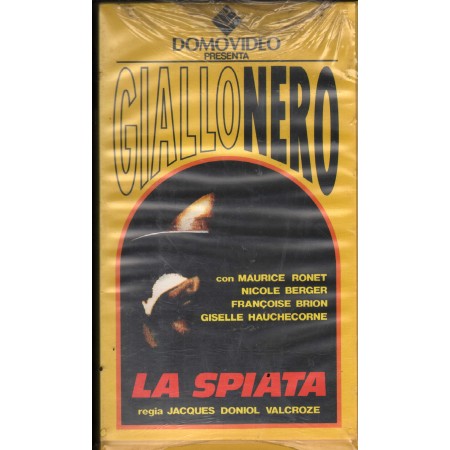 DOMOVIDEO
PRESENTA
GIALLONERO
con MAURICE RONET
NICOLE BERGER
FRANÇOISE BRION
GISELLE HAUCHECORNE
LA SPIATA
regia JACQUES DONIOL VALCROZE